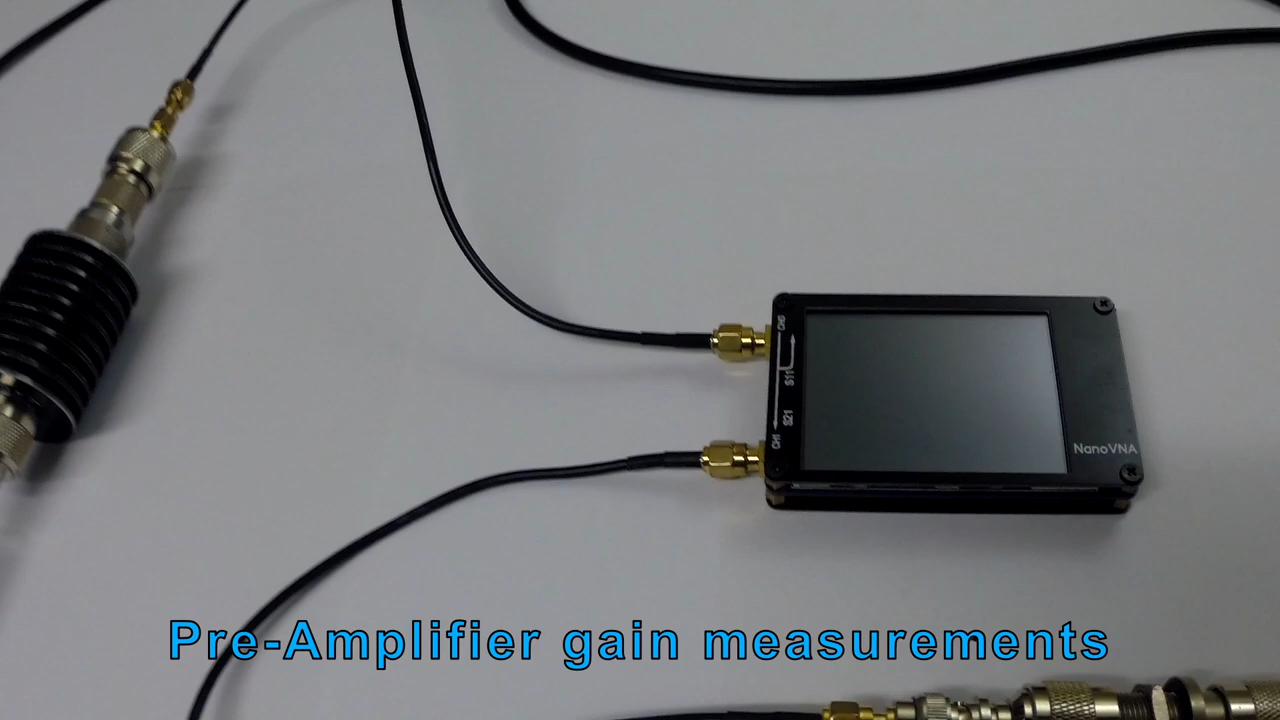 CH0
S11
S21
CH1
NanoVNA
Pre-Amplifier gain measurements